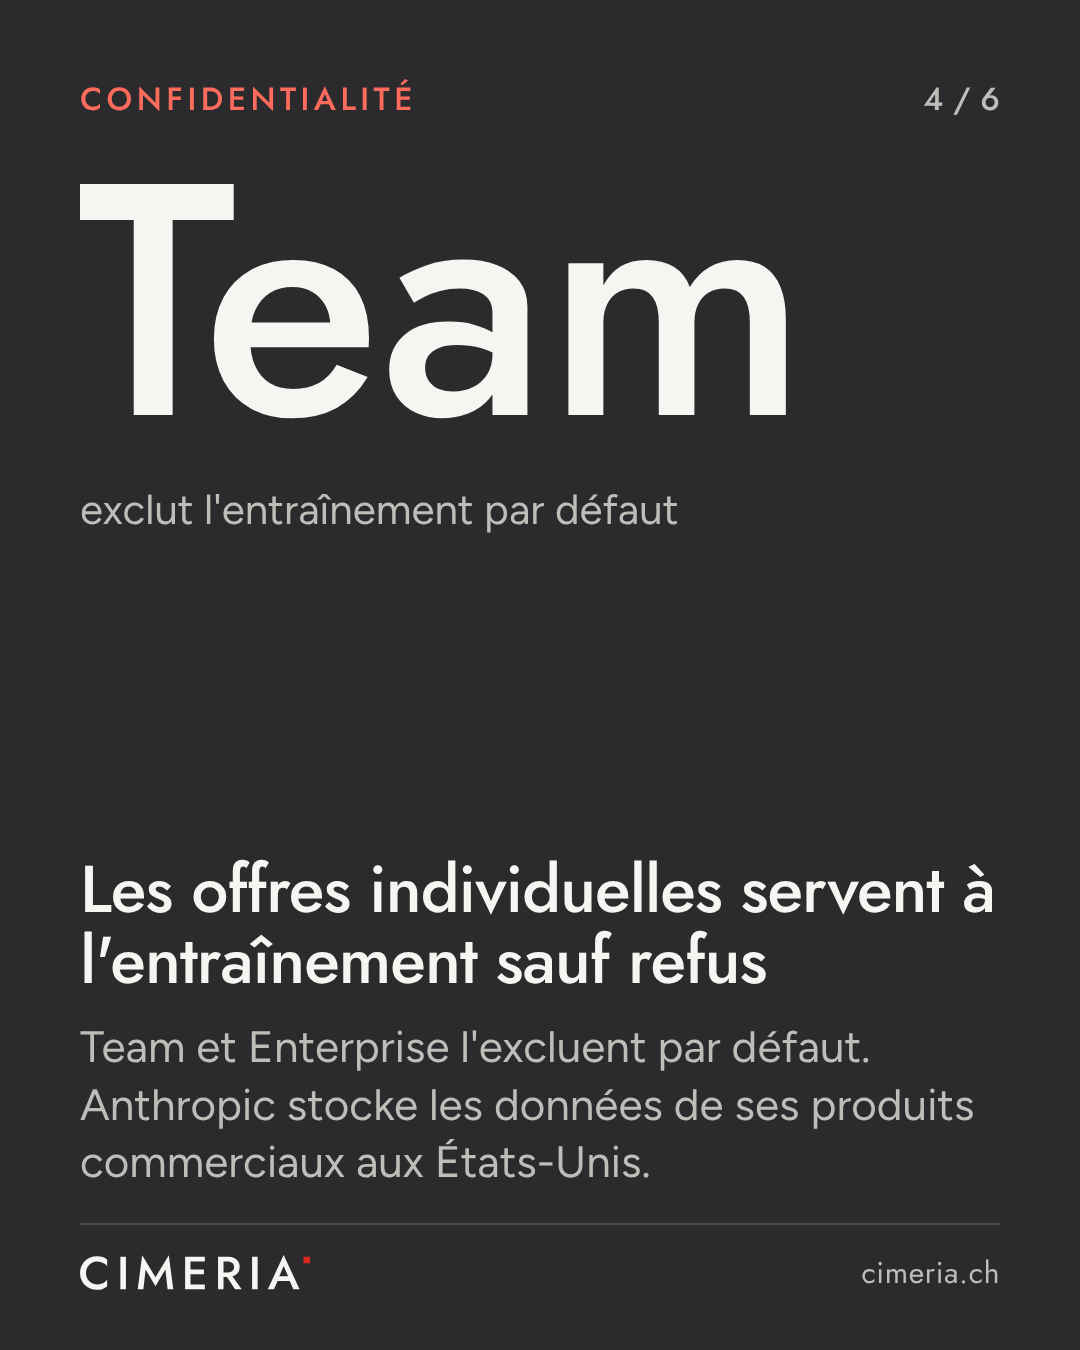 CONFIDENTIALITÉ
4 / 6
Team
exclut l'entraînement par défaut
Les offres individuelles servent à
l'entraînement sauf refus
Team et Enterprise l'excluent par défaut.
Anthropic stocke les données de ses produits
commerciaux aux États-Unis.
CIMERIA
cimeria.ch